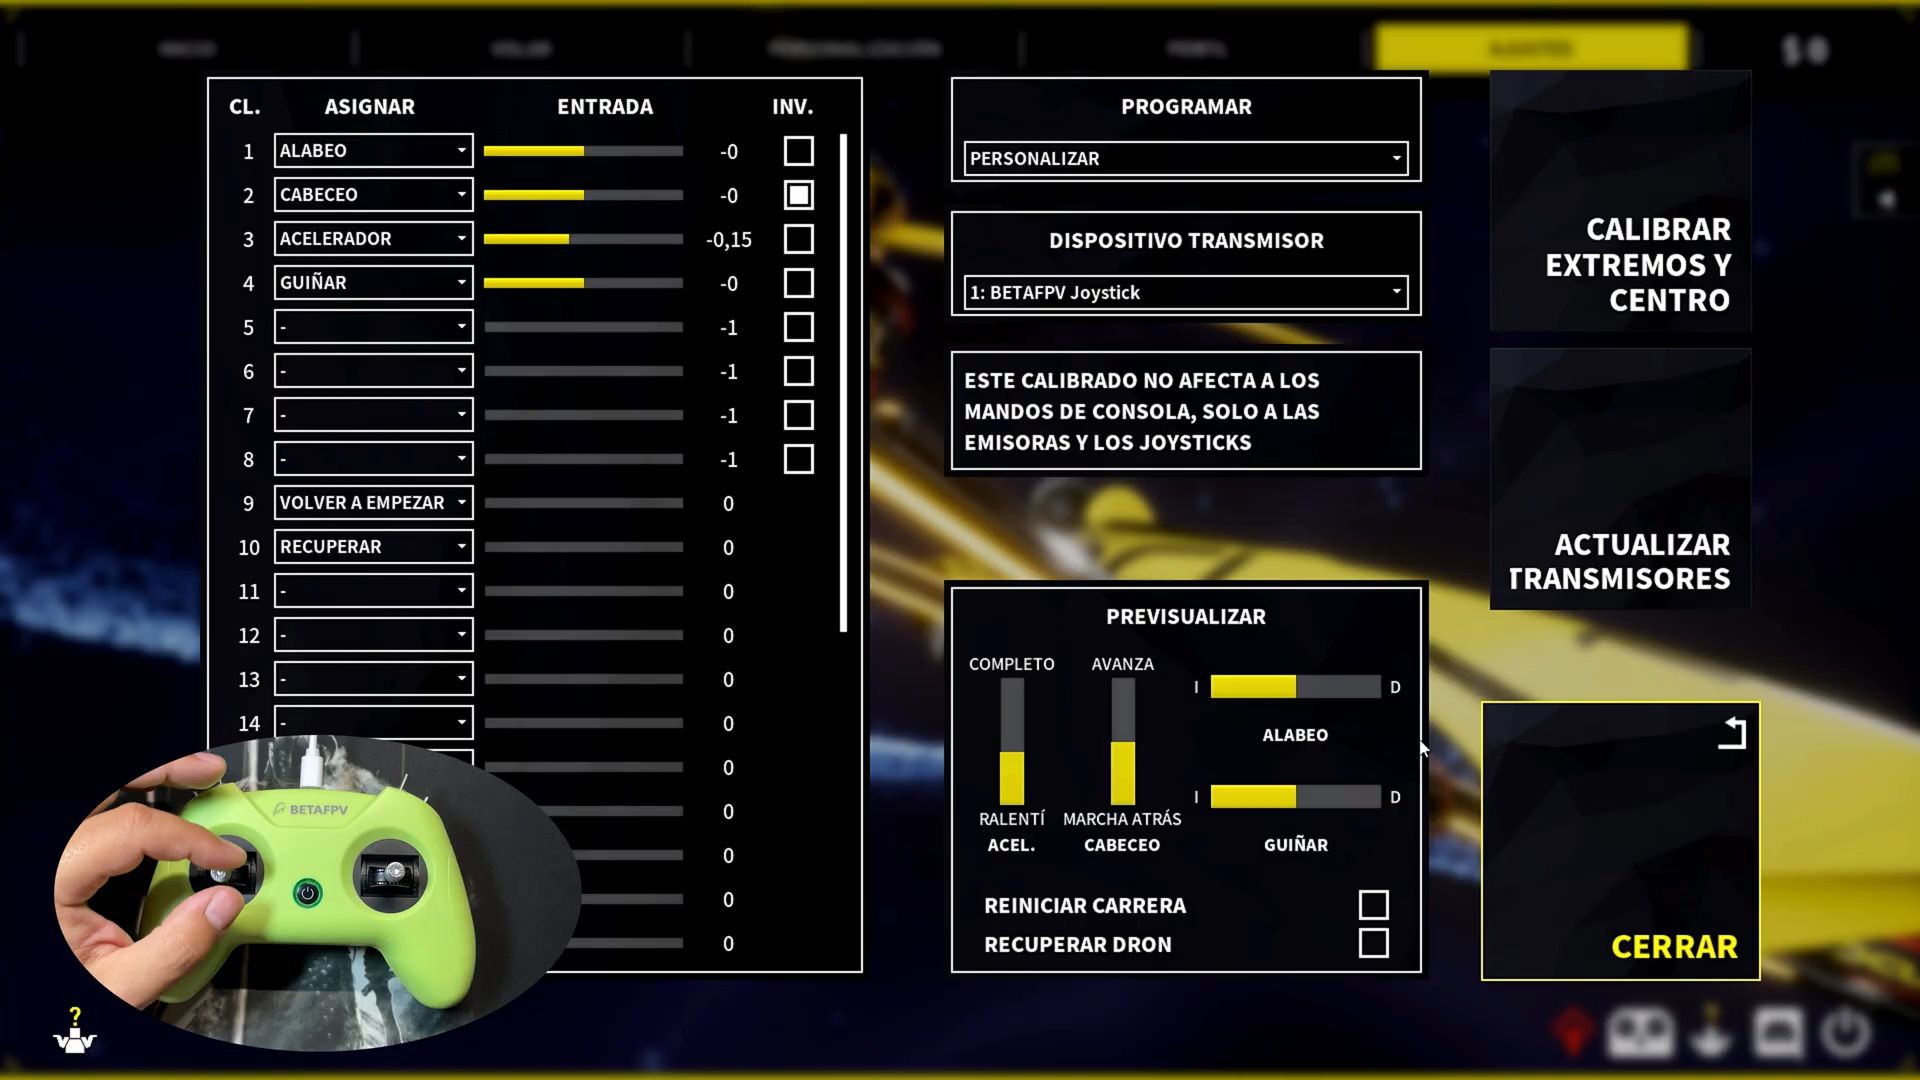 PERSONALIZACIÓN
PERFIL
AJUSTES
$ 0
CL. ASIGNAR ENTRADA INV.
1 ALABEO -0
2 CABECEO -0
3 ACELERADOR -0,15
4 GUIÑAR -0
5 - -1
6 - -1
7 - -1
8 - -1
9 VOLVER A EMPEZAR 0
10 RECUPERAR 0
11 - 0
12 - 0
13 - 0
14 - 0
0
0
0
0
0
PROGRAMAR
PERSONALIZAR
DISPOSITIVO TRANSMISOR
1: BETAFPV Joystick
ESTE CALIBRADO NO AFECTA A LOS
MANDOS DE CONSOLA, SOLO A LAS
EMISORAS Y LOS JOYSTICKS
PREVISUALIZAR
COMPLETO AVANZA
I D
ALABEO
I D
RALENTÍ MARCHA ATRÁS
ACEL. CABECEO GUIÑAR
REINICIAR CARRERA
RECUPERAR DRON
CALIBRAR
EXTREMOS Y
CENTRO
ACTUALIZAR
TRANSMISORES
CERRAR
BETAFPV
?